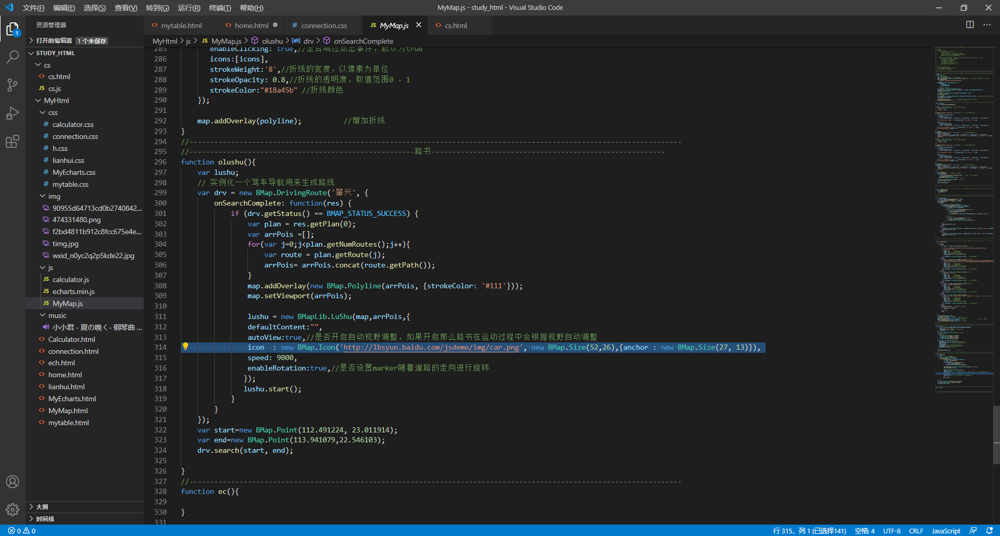 文件(F) 编辑(E) 选择(S) 查看(V) 转到(G) 运行(R) 终端(T) 帮助(H)
MyMap.js - study_html - Visual Studio Code
资源管理器
mytable.html home.html connection.css MyMap.js cs.html
打开的编辑器 1 个未保存
MyHtml > js > MyMap.js > olushu > drv > onSearchComplete
1
STUDY_HTML
cs
cs.html
cs.js
MyHtml
css
calculator.css
connection.css
h.css
lianhui.css
MyEcharts.css
mytable.css
img
90955d64713cd0b2740842...
474331480.png
f2bd4811b912c8fcc675e4e...
timg.jpg
wxid_n0yc2q2p5kde22.jpg
js
calculator.js
echarts.min.js
MyMap.js
music
小小君 - 夏の喚く- 钢琴曲 ...
Calculator.html
connection.html
ech.html
home.html
lianhui.html
MyEcharts.html
MyMap.html
mytable.html
大纲
时间线
285 enableClicking: true,//是否响应点击事件，默认为true
286 icons:[icons],
287 strokeWeight:'8',//折线的宽度，以像素为单位
288 strokeOpacity: 0.8,//折线的透明度，取值范围0 - 1
289 strokeColor:"#18a45b" //折线颜色
290 });
291
292 map.addOverlay(polyline); //增加折线
293 }
294 //----------------------------------------------------------------------------------------------------------------------
295 //------------------------------------------------------路书--------------------------------------------------------
296 function olushu(){
297 var lushu;
298 // 实例化一个驾车导航用来生成路线
299 var drv = new BMap.DrivingRoute('肇兴', {
300 onSearchComplete: function(res) {
301 if (drv.getStatus() == BMAP_STATUS_SUCCESS) {
302 var plan = res.getPlan(0);
303 var arrPois =[];
304 for(var j=0;j<plan.getNumRoutes();j++){
305 var route = plan.getRoute(j);
306 arrPois= arrPois.concat(route.getPath());
307 }
308 map.addOverlay(new BMap.Polyline(arrPois, {strokeColor: '#111'}));
309 map.setViewport(arrPois);
310
311 lushu = new BMapLib.LuShu(map,arrPois,{
312 defaultContent:"",
313 autoView:true,//是否开启自动视野调整，如果开启那么路书在运动过程中会根据视野自动调整
314 icon : new BMap.Icon('http://lbsyun.baidu.com/jsdemo/img/car.png', new BMap.Size(52,26),{anchor : new BMap.Size(27, 13)}),
315 speed: 9000,
316 enableRotation:true,//是否设置marker随着道路的走向进行旋转
317 });
318 lushu.start();
319 }
320 }
321 });
322 var start=new BMap.Point(112.491224, 23.011914);
323 var end=new BMap.Point(113.941079,22.546103);
324 drv.search(start, end);
325
326 }
327 //----------------------------------------------------------------------------------------------------------------------
328 function ec(){
329
330 }
331
0 0
行 315，列 1 (已选择141) 空格: 4 UTF-8 CRLF JavaScript